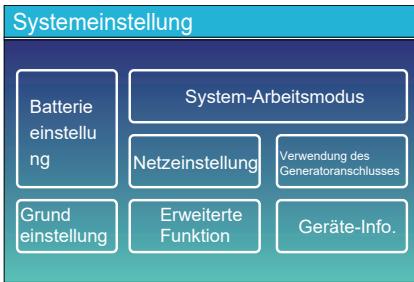 Systemeinstellung
Batterie
einstellu
ng
System-Arbeitsmodus
Netzeinstellung
Verwendung des
Generatoranschlusses
Grund
einstellung
Erweiterte
Funktion
Geräte-Info.